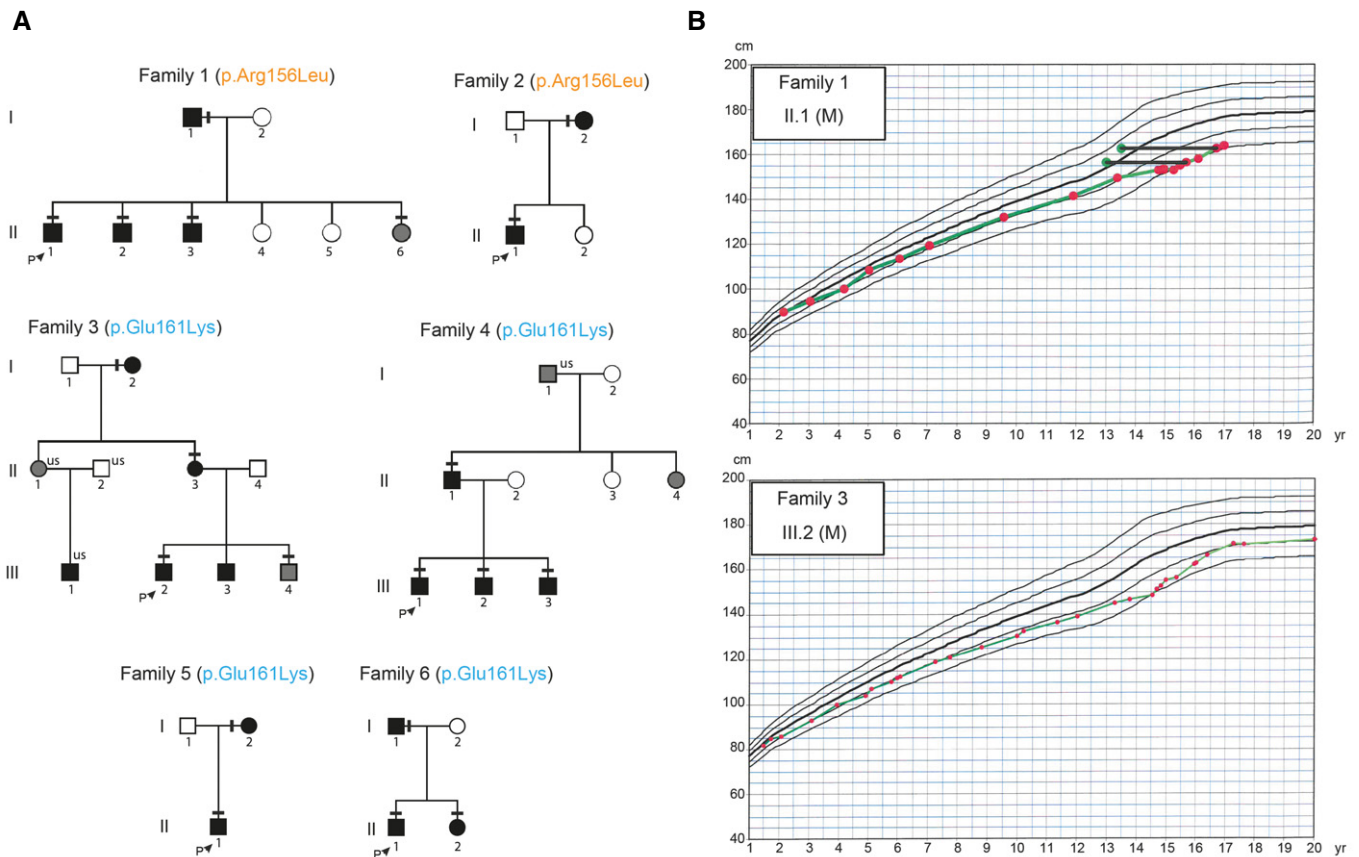 A
Family 1 (p.Arg156Leu)
Family 2 (p.Arg156Leu)
I
1 2
I
1 2
II
1 2 3 4 5 6
P
II
1 2
P
Family 3 (p.Glu161Lys)
Family 4 (p.Glu161Lys)
I
1 2
II
1 us 2 us 3 4
III
1 us 2 3 4
P
I
1 us 2
II
1 2 3 4
III
1 2 3
P
Family 5 (p.Glu161Lys)
Family 6 (p.Glu161Lys)
I
1 2
II
1
P
I
1 2
II
1 2
P
B
cm
200
180
160
140
120
100
80
60
40
Family 1
II.1 (M)
1 2 3 4 5 6 7 8 9 10 11 12 13 14 15 16 17 18 19 20 yr
cm
200
180
160
140
120
100
80
60
40
Family 3
III.2 (M)
1 2 3 4 5 6 7 8 9 10 11 12 13 14 15 16 17 18 19 20 yr